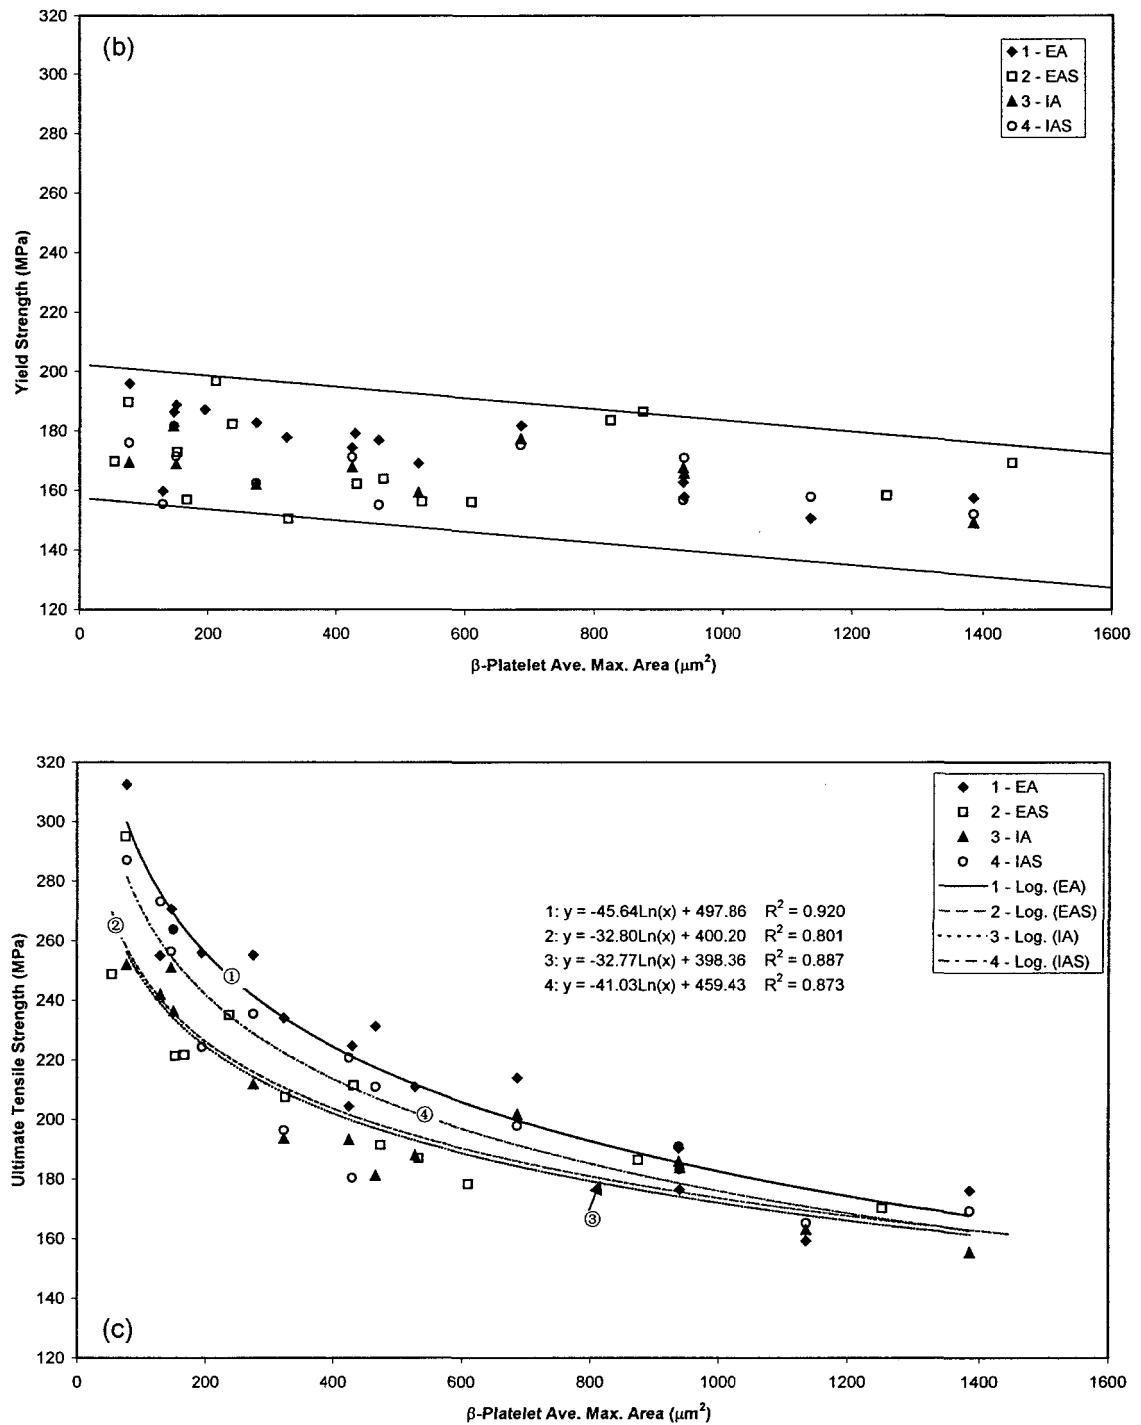 320
300
280
260
240
220
200
180
160
140
120
Yield Strength (MPa)
(b)
◆ 1 - EA
□ 2 - EAS
▲ 3 - IA
○ 4 - IAS
0 200 400 600 800 1000 1200 1400 1600
β-Platelet Ave. Max. Area (μm²)
320
300
280
260
240
220
200
180
160
140
120
Ultimate Tensile Strength (MPa)
◆ 1 - EA
□ 2 - EAS
▲ 3 - IA
○ 4 - IAS
1 - Log. (EA)
2 - Log. (EAS)
3 - Log. (IA)
4 - Log. (IAS)
1: y = -45.64Ln(x) + 497.86 R² = 0.920
2: y = -32.80Ln(x) + 400.20 R² = 0.801
3: y = -32.77Ln(x) + 398.36 R² = 0.887
4: y = -41.03Ln(x) + 459.43 R² = 0.873
②
①
④
③
(c)
0 200 400 600 800 1000 1200 1400 1600
β-Platelet Ave. Max. Area (μm²)